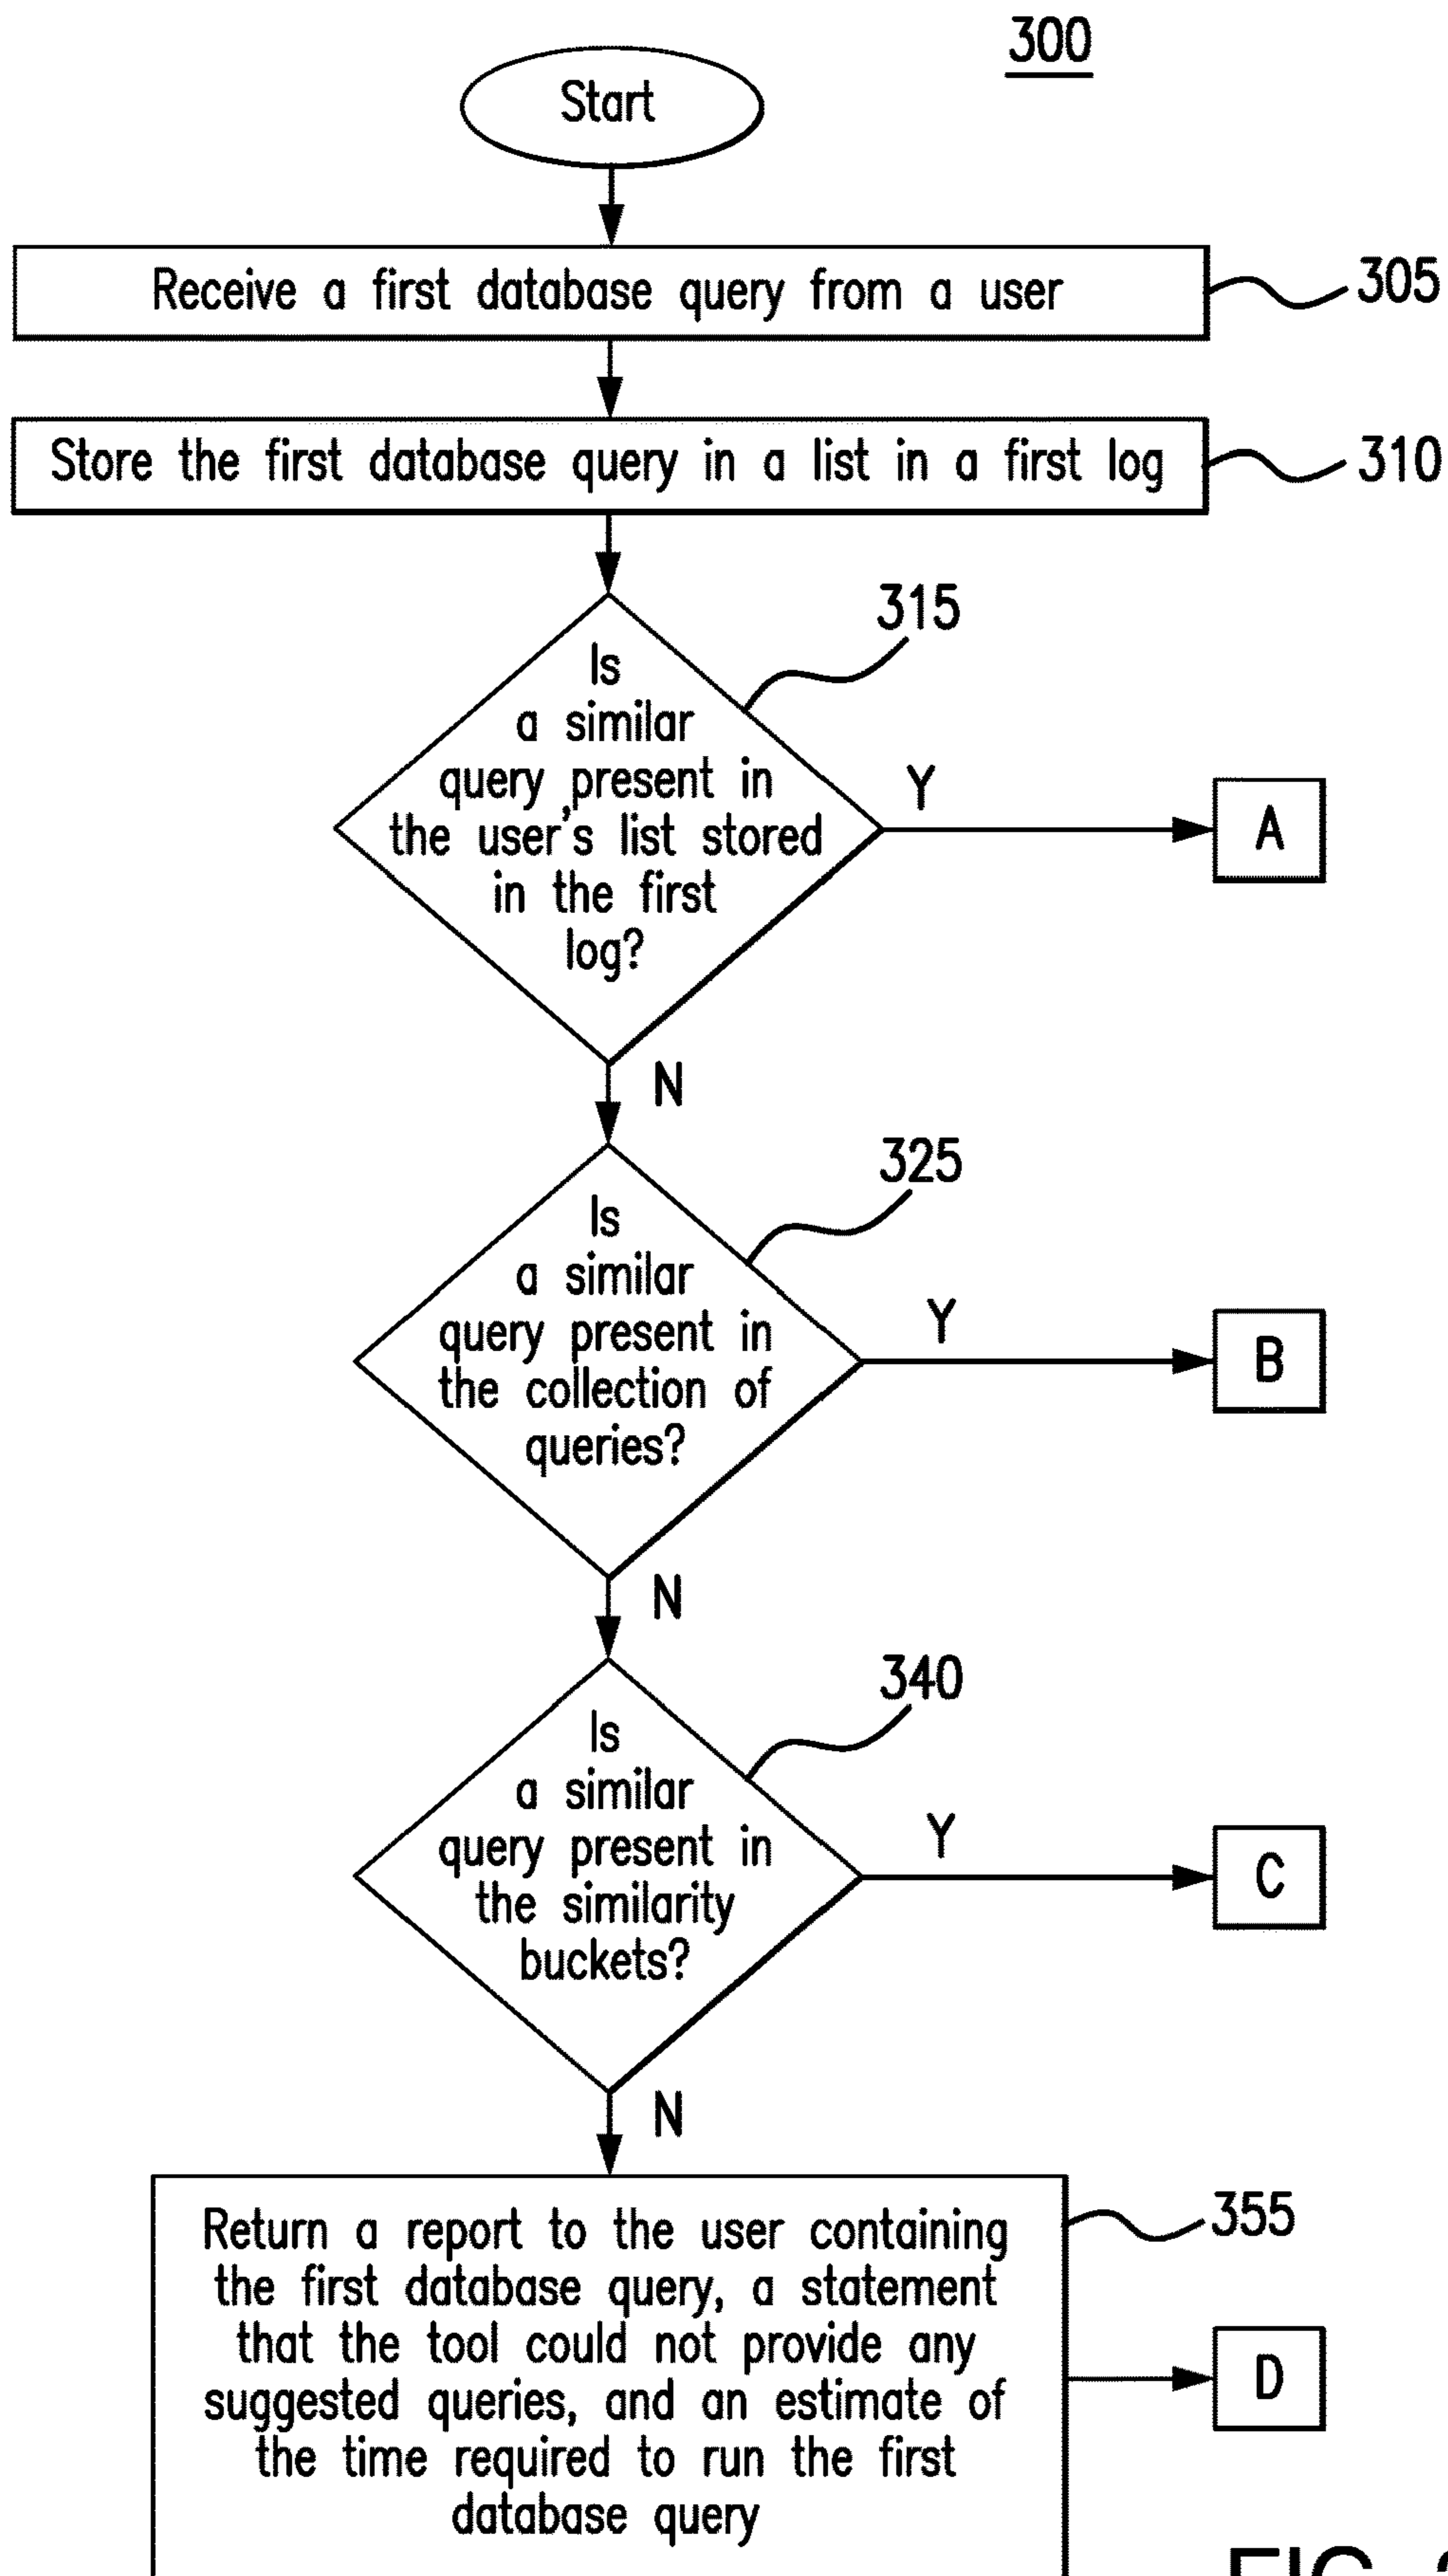 300
Start
Receive a first database query from a user
305
Store the first database query in a list in a first log
310
315
Is
a similar
query present in
the user's list stored
in the first
log?
Y
A
N
325
Is
a similar
query present in
the collection of
queries?
Y
B
N
340
Is
a similar
query present in
the similarity
buckets?
Y
C
N
355
Return a report to the user containing
the first database query, a statement
that the tool could not provide any
suggested queries, and an estimate of
the time required to run the first
database query
D
FIG.